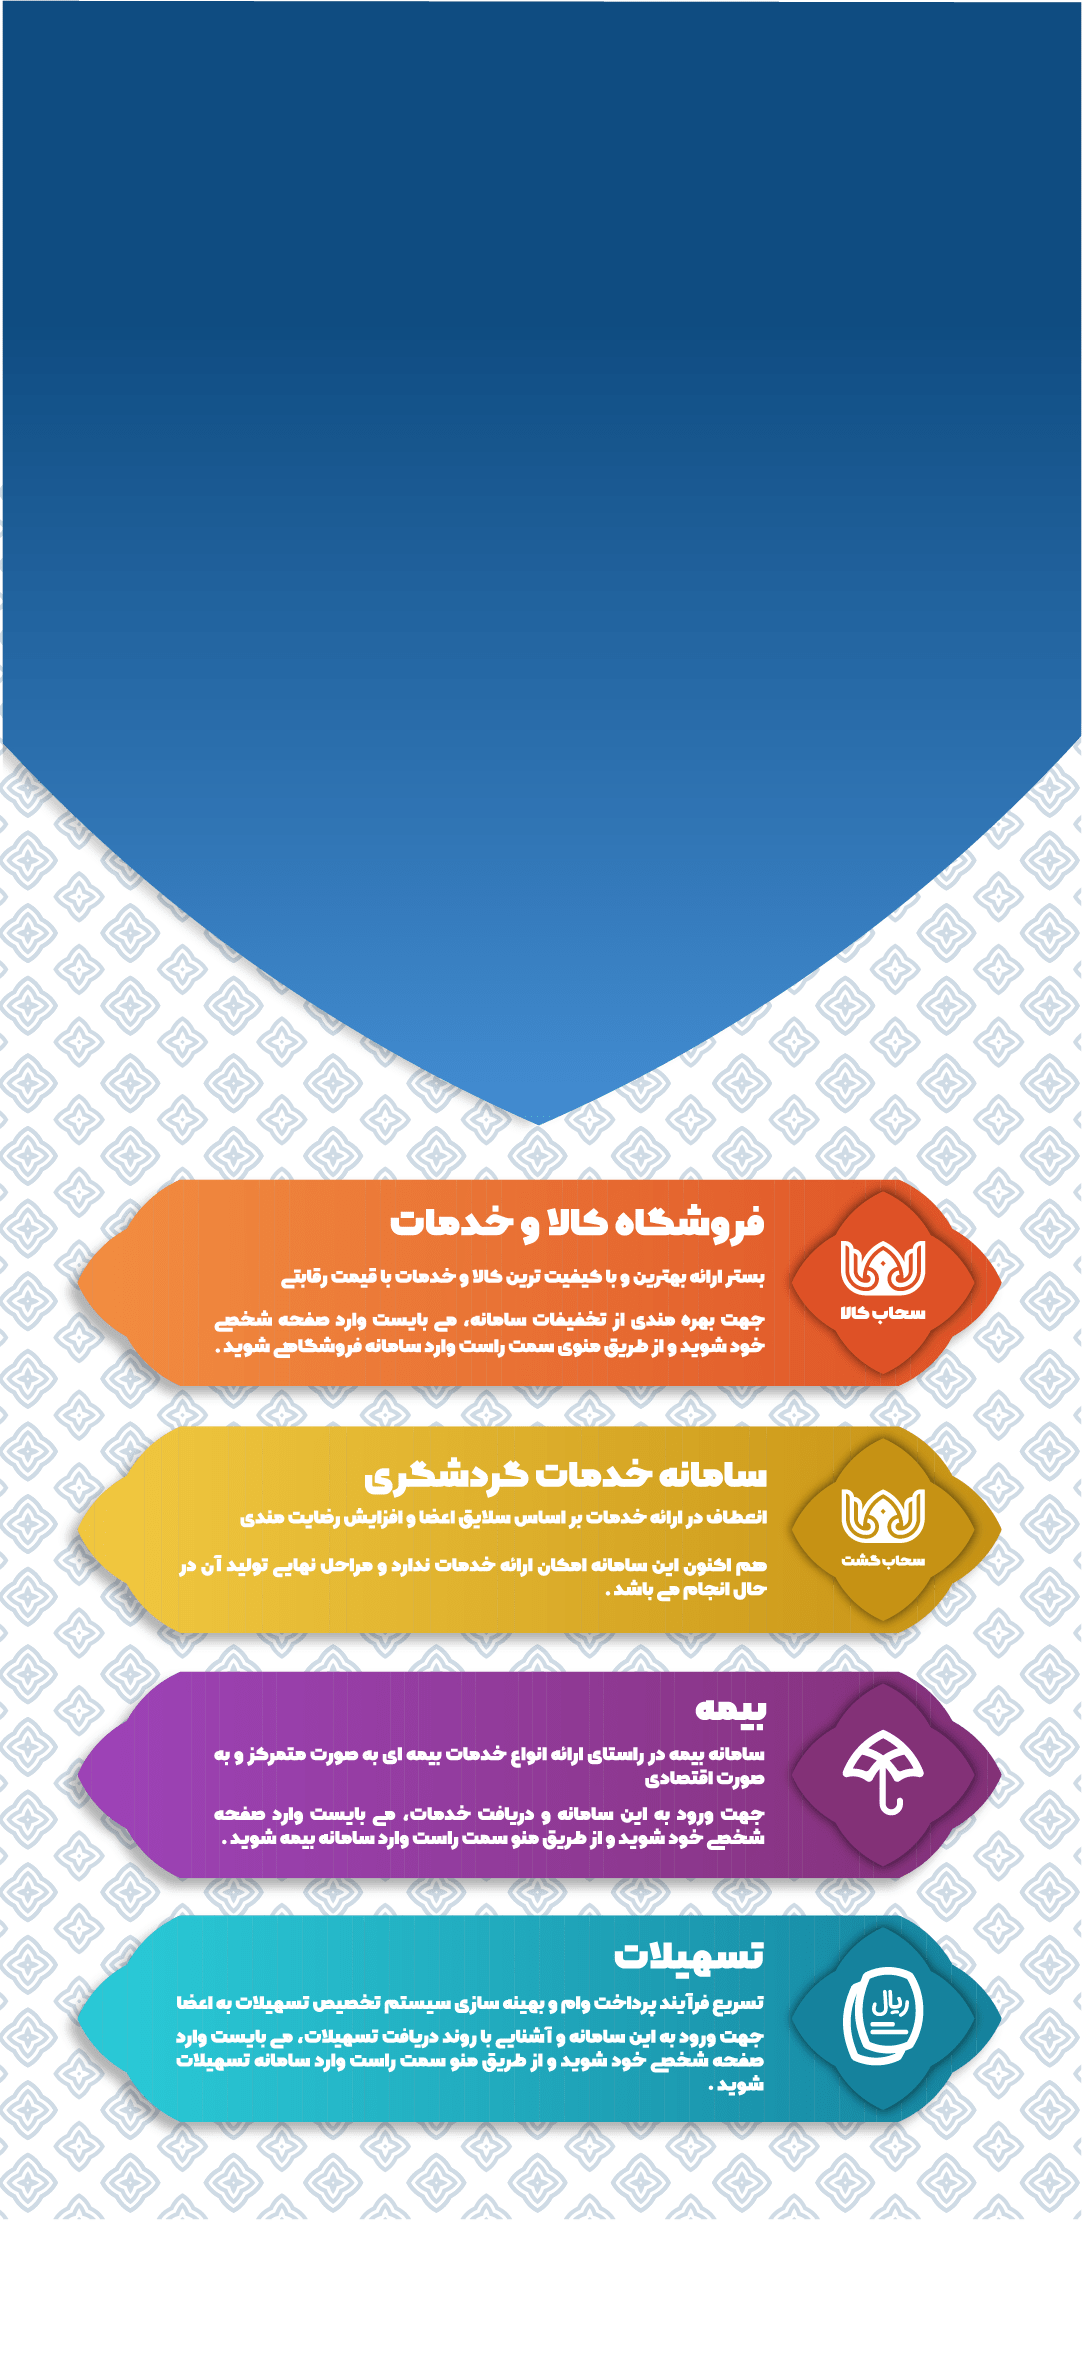 فروشگاه کالا و خدمات
بستر ارائه بهترین و با کیفیت ترین کالا و خدمات با قیمت رقابتی
جهت بهره مندی از تخفیفات سامانه، می بایست وارد صفحه شخصی
خود شوید و از طریق منوی سمت راست وارد سامانه فروشگاهی شوید .
سحاب کالا
سامانه خدمات گردشگری
انعطاف در ارائه خدمات بر اساس سلایق اعضا و افزایش رضایت مندی
هم اکنون این سامانه امکان ارائه خدمات ندارد و مراحل نهایی تولید آن در
حال انجام می باشد .
سحاب گشت
بیمه
سامانه بیمه در راستای ارائه انواع خدمات بیمه ای به صورت متمرکز و به
صورت اقتصادی
جهت ورود به این سامانه و دریافت خدمات، می بایست وارد صفحه
شخصی خود شوید و از طریق منو سمت راست وارد سامانه بیمه شوید .
تسهیلات
تسریع فرآیند پرداخت وام و بهینه سازی سیستم تخصیص تسهیلات به اعضا
جهت ورود به این سامانه و آشنایی با روند دریافت تسهیلات، می بایست وارد
صفحه شخصی خود شوید و از طریق منو سمت راست وارد سامانه تسهیلات
شوید .
ریال